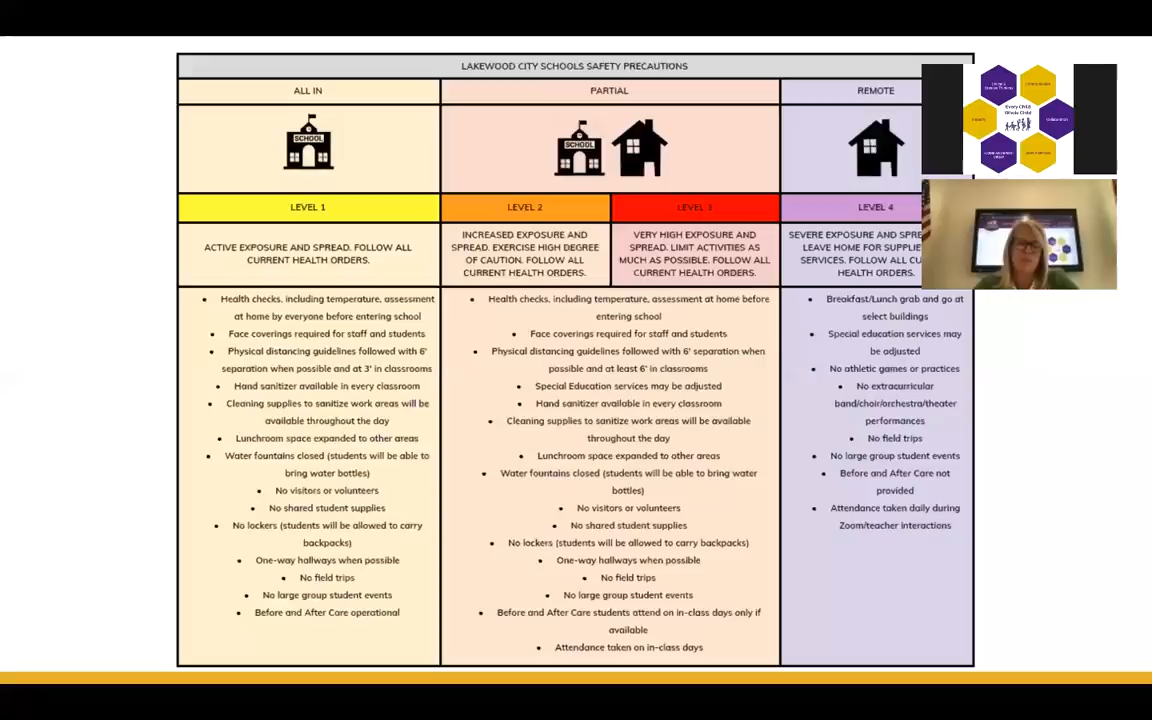 LAKEWOOD CITY SCHOOLS SAFETY PRECAUTIONS
ALL IN
PARTIAL
REMOTE
SCHOOL
SCHOOL
LEVEL 1
LEVEL 2
LEVEL 3
LEVEL 4
ACTIVE EXPOSURE AND SPREAD. FOLLOW ALL
CURRENT HEALTH ORDERS.
INCREASED EXPOSURE AND
SPREAD. EXERCISE HIGH DEGREE
OF CAUTION. FOLLOW ALL
CURRENT HEALTH ORDERS.
VERY HIGH EXPOSURE AND
SPREAD. LIMIT ACTIVITIES AS
MUCH AS POSSIBLE. FOLLOW ALL
CURRENT HEALTH ORDERS.
SEVERE EXPOSURE AND SPRE
LEAVE HOME FOR SUPPLIE
SERVICES. FOLLOW ALL CU
HEALTH ORDERS.
• Health checks, including temperature, assessment
at home by everyone before entering school
• Face coverings required for staff and students
• Physical distancing guidelines followed with 6'
separation when possible and at 3' in classrooms
• Hand sanitizer available in every classroom
• Cleaning supplies to sanitize work areas will be
available throughout the day
• Lunchroom space expanded to other areas
• Water fountains closed (students will be able to
bring water bottles)
• No visitors or volunteers
• No shared student supplies
• No lockers (students will be allowed to carry
backpacks)
• One-way hallways when possible
• No field trips
• No large group student events
• Before and After Care operational
• Health checks, including temperature, assessment at home before
entering school
• Face coverings required for staff and students
• Physical distancing guidelines followed with 6' separation when
possible and at least 6' in classrooms
• Special Education services may be adjusted
• Hand sanitizer available in every classroom
• Cleaning supplies to sanitize work areas will be available
throughout the day
• Lunchroom space expanded to other areas
• Water fountains closed (students will be able to bring water
bottles)
• No visitors or volunteers
• No shared student supplies
• No lockers (students will be allowed to carry backpacks)
• One-way hallways when possible
• No field trips
• No large group student events
• Before and After Care students attend on in-class days only if
available
• Attendance taken on in-class days
• Breakfast/Lunch grab and go at
select buildings
• Special education services may
be adjusted
• No athletic games or practices
• No extracurricular
band/choir/orchestra/theater
performances
• No field trips
• No large group student events
• Before and After Care not
provided
• Attendance taken daily during
Zoom/teacher interactions
Every Child
Whole Child